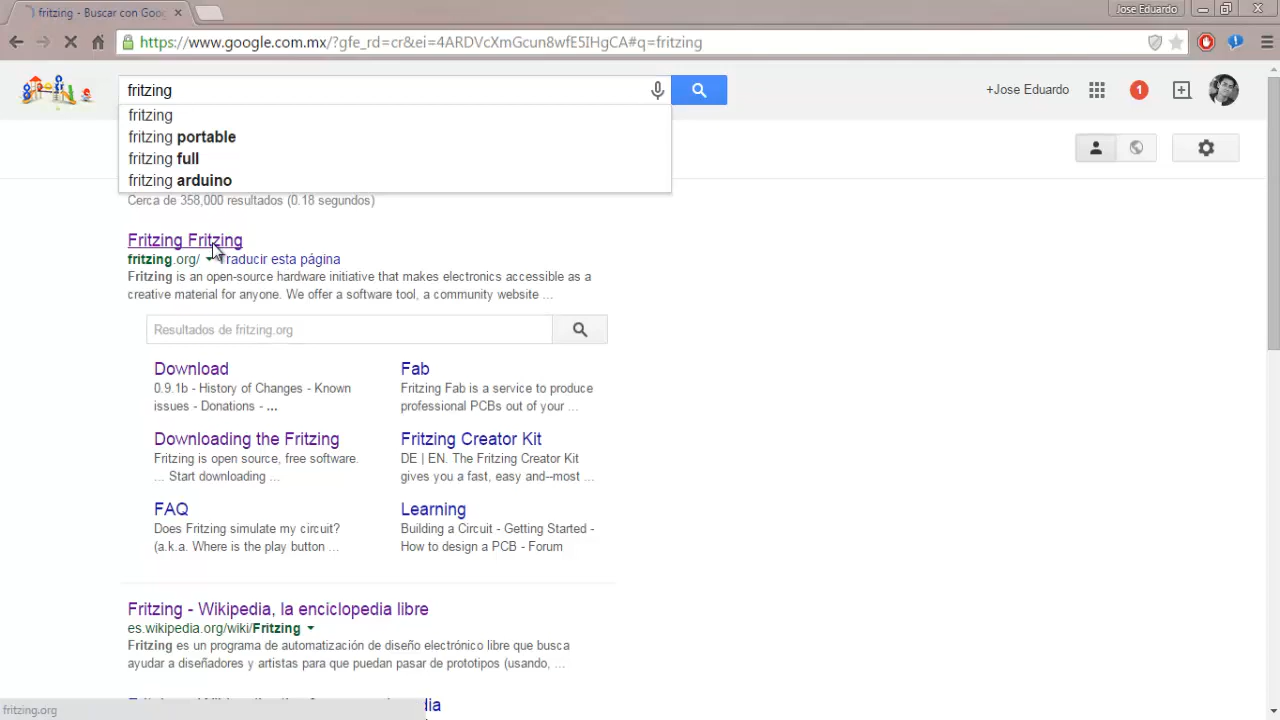 fritzing - Buscar con Goo
Jose Eduardo
https://www.google.com.mx/?gfe_rd=cr&ei=4ARDVcXmGcun8wfE5IHgCA#q=fritzing
fritzing
+Jose Eduardo
1
fritzing
fritzing portable
fritzing full
fritzing arduino
Cerca de 358,000 resultados (0.18 segundos)
Fritzing Fritzing
fritzing.org/ Traducir esta página
Fritzing is an open-source hardware initiative that makes electronics accessible as a
creative material for anyone. We offer a software tool, a community website ...
Resultados de fritzing.org
Download
0.9.1b - History of Changes - Known
issues - Donations - ...
Fab
Fritzing Fab is a service to produce
professional PCBs out of your ...
Downloading the Fritzing
Fritzing is open source, free software.
... Start downloading ...
Fritzing Creator Kit
DE | EN. The Fritzing Creator Kit
gives you a fast, easy and--most ...
FAQ
Does Fritzing simulate my circuit?
(a.k.a. Where is the play button ...
Learning
Building a Circuit - Getting Started -
How to design a PCB - Forum
Fritzing - Wikipedia, la enciclopedia libre
es.wikipedia.org/wiki/Fritzing
Fritzing es un programa de automatización de diseño electrónico libre que busca
ayudar a diseñadores y artistas para que puedan pasar de prototipos (usando, ...
fritzing.org